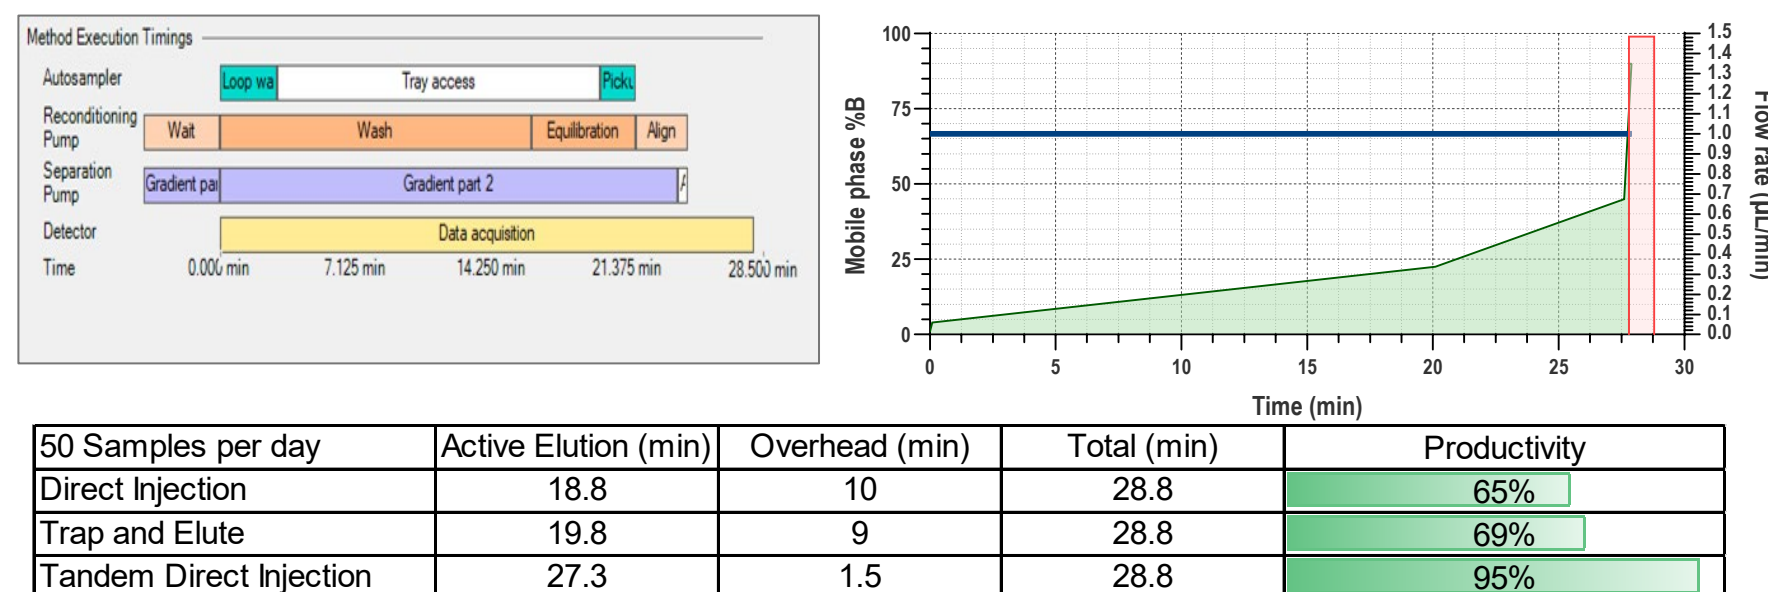 Method Execution Timings
Autosampler
Loop wa
Tray access
Picku
Reconditioning
Pump
Wait
Wash
Equilibration
Align
Separation
Pump
Gradient par
Gradient part 2
Detector
Data acquisition
Time
0.000 min
7.125 min
14.250 min
21.375 min
28.500 min
Mobile phase %B
100
75
50
25
0
0 5 10 15 20 25 30
Time (min)
1.5
1.4
1.3
1.2
1.1
1.0
0.9
0.8
0.7
0.6
0.5
0.4
0.3
0.2
0.1
0.0
Flow rate (µL/min)
50 Samples per day Active Elution (min) Overhead (min) Total (min) Productivity
Direct Injection 18.8 10 28.8 65%
Trap and Elute 19.8 9 28.8 69%
Tandem Direct Injection 27.3 1.5 28.8 95%